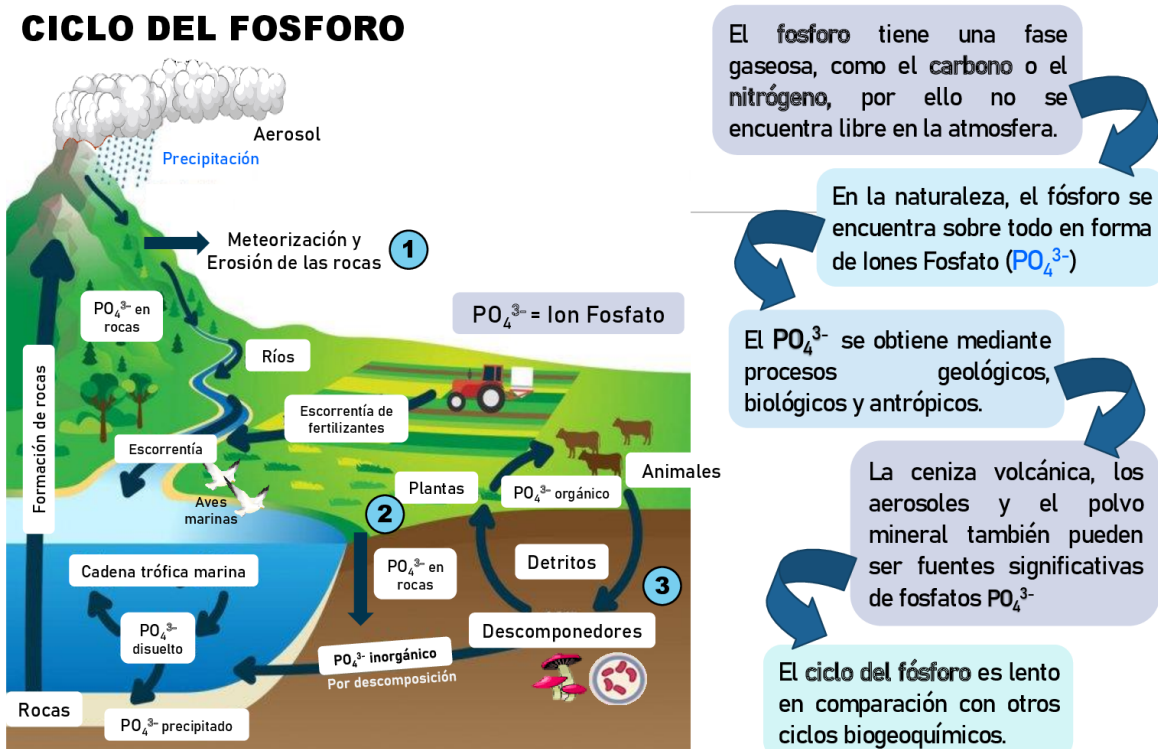 CICLO DEL FOSFORO
Aerosol
Precipitación
Meteorización y
Erosión de las rocas
1
PO₄³⁻ en
rocas
PO₄³⁻ = Ion Fosfato
Ríos
Formación de rocas
Escorrentía de
fertilizantes
Escorrentía
Aves
marinas
Plantas
PO₄³⁻ orgánico
Animales
2
PO₄³⁻ en
rocas
Cadena trófica marina
Detritos
3
PO₄³⁻
disuelto
Descomponedores
PO₄³⁻ inorgánico
Por descomposición
Rocas
PO₄³⁻ precipitado
El fosforo tiene una fase
gaseosa, como el carbono o el
nitrógeno, por ello no se
encuentra libre en la atmosfera.
En la naturaleza, el fósforo se
encuentra sobre todo en forma
de Iones Fosfato (PO₄³⁻)
El PO₄³⁻ se obtiene mediante
procesos geológicos,
biológicos y antrópicos.
La ceniza volcánica, los
aerosoles y el polvo
mineral también pueden
ser fuentes significativas
de fosfatos PO₄³⁻
El ciclo del fósforo es lento
en comparación con otros
ciclos biogeoquímicos.